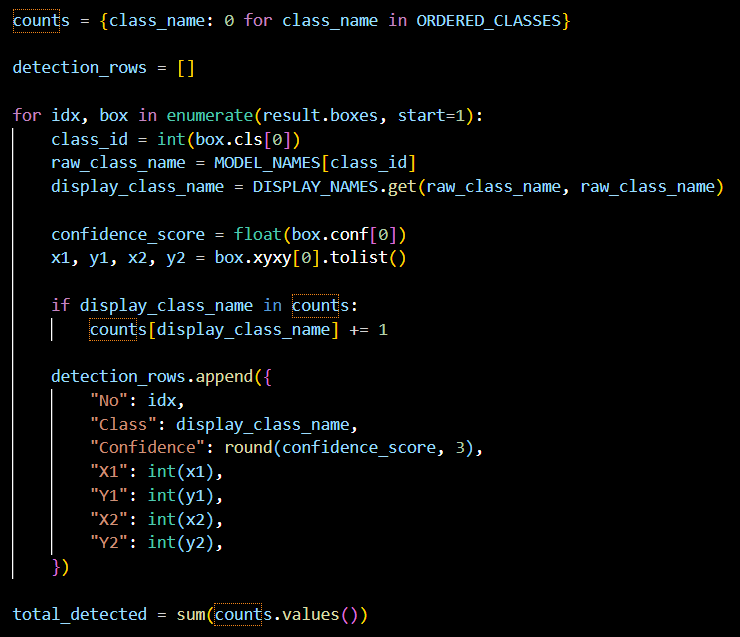 counts = {class_name: 0 for class_name in ORDERED_CLASSES}

detection_rows = []

for idx, box in enumerate(result.boxes, start=1):
    class_id = int(box.cls[0])
    raw_class_name = MODEL_NAMES[class_id]
    display_class_name = DISPLAY_NAMES.get(raw_class_name, raw_class_name)

    confidence_score = float(box.conf[0])
    x1, y1, x2, y2 = box.xyxy[0].tolist()

    if display_class_name in counts:
        counts[display_class_name] += 1

    detection_rows.append({
        "No": idx,
        "Class": display_class_name,
        "Confidence": round(confidence_score, 3),
        "X1": int(x1),
        "Y1": int(y1),
        "X2": int(x2),
        "Y2": int(y2),
    })

total_detected = sum(counts.values())